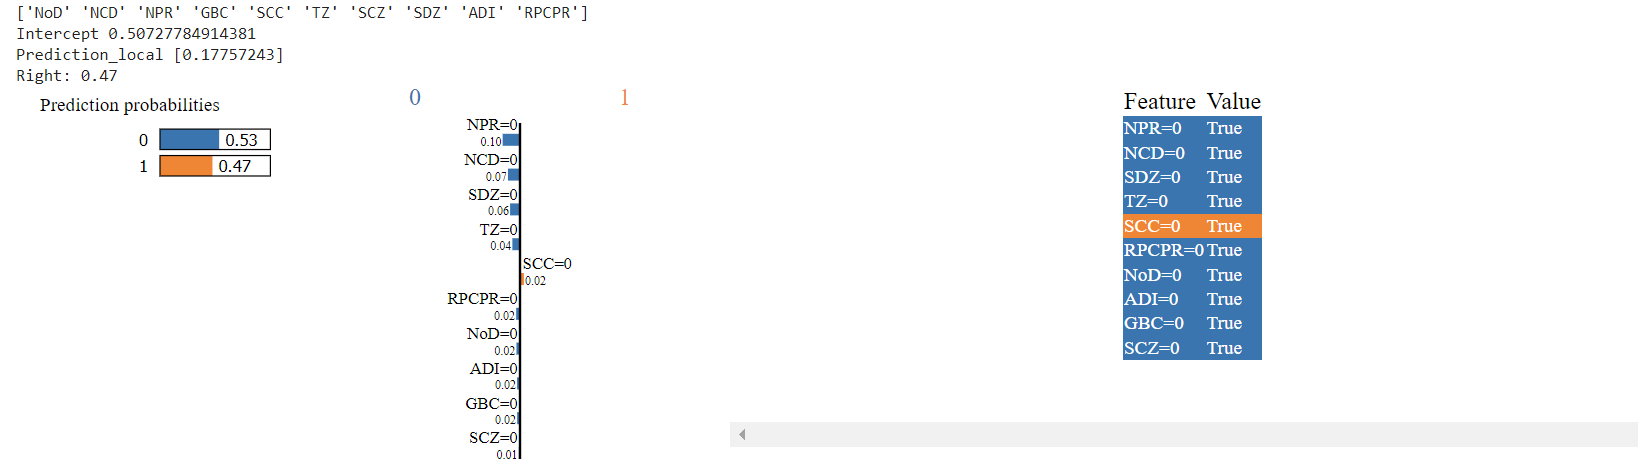 ['NoD' 'NCD' 'NPR' 'GBC' 'SCC' 'TZ' 'SCZ' 'SDZ' 'ADI' 'RPCPR']
Intercept 0.50727784914381
Prediction_local [0.17757243]
Right: 0.47
Prediction probabilities
0 0.53
1 0.47
0 1
NPR=0
0.10
NCD=0
0.07
SDZ=0
0.06
TZ=0
0.04
SCC=0
0.02
RPCPR=0
0.02
NoD=0
0.02
ADI=0
0.02
GBC=0
0.02
SCZ=0
0.01
Feature Value
NPR=0 True
NCD=0 True
SDZ=0 True
TZ=0 True
SCC=0 True
RPCPR=0 True
NoD=0 True
ADI=0 True
GBC=0 True
SCZ=0 True